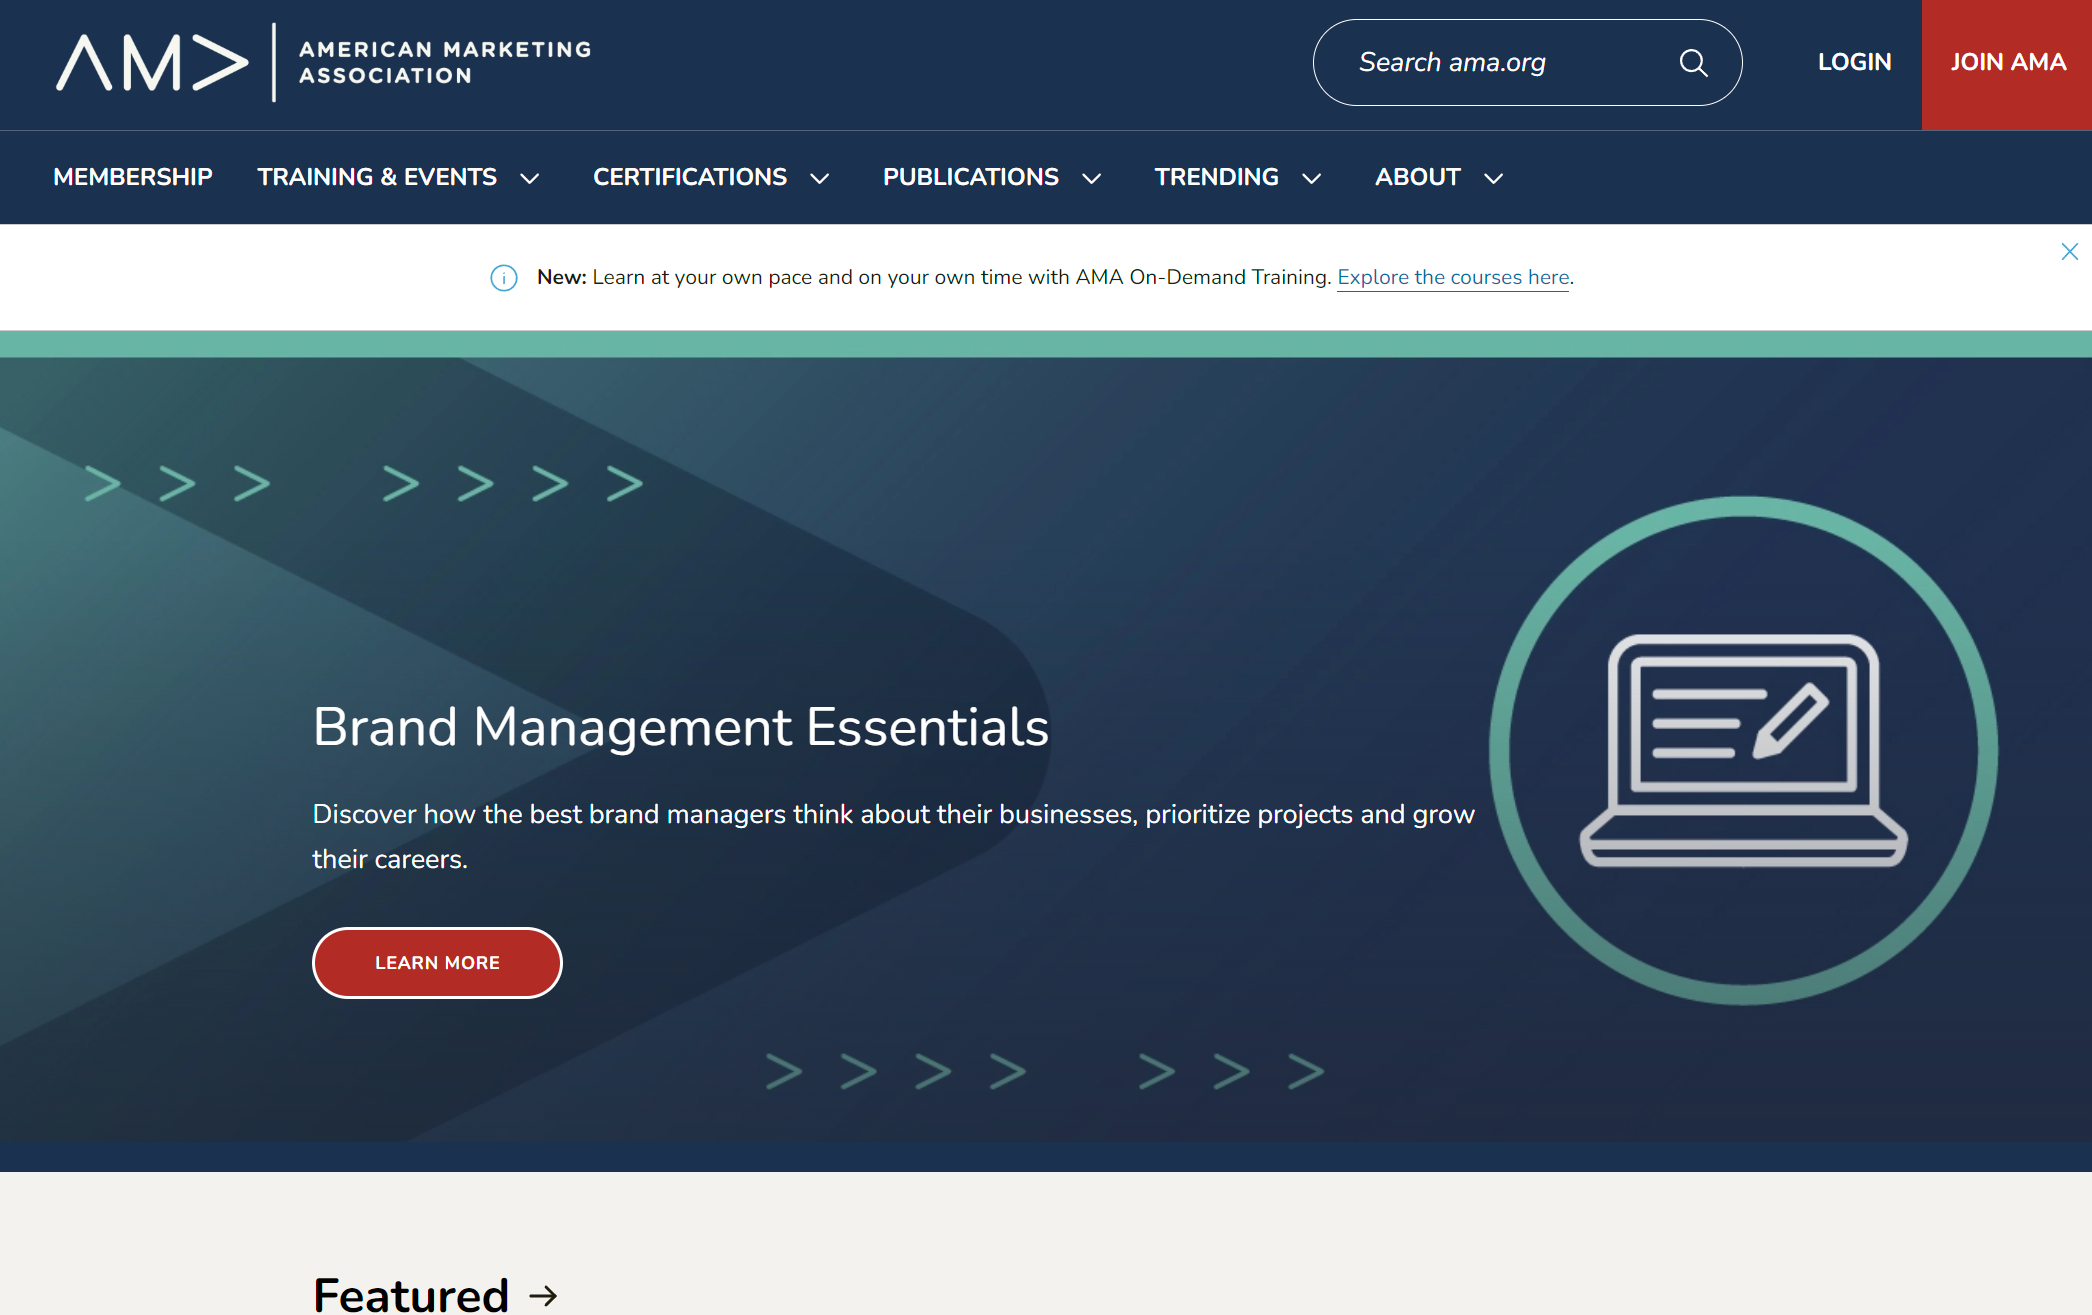 AMA
AMERICAN MARKETING
ASSOCIATION
Search ama.org
LOGIN
JOIN AMA
MEMBERSHIP
TRAINING & EVENTS
CERTIFICATIONS
PUBLICATIONS
TRENDING
ABOUT
New: Learn at your own pace and on your own time with AMA On-Demand Training. Explore the courses here.
Brand Management Essentials
Discover how the best brand managers think about their businesses, prioritize projects and grow
their careers.
LEARN MORE
Featured